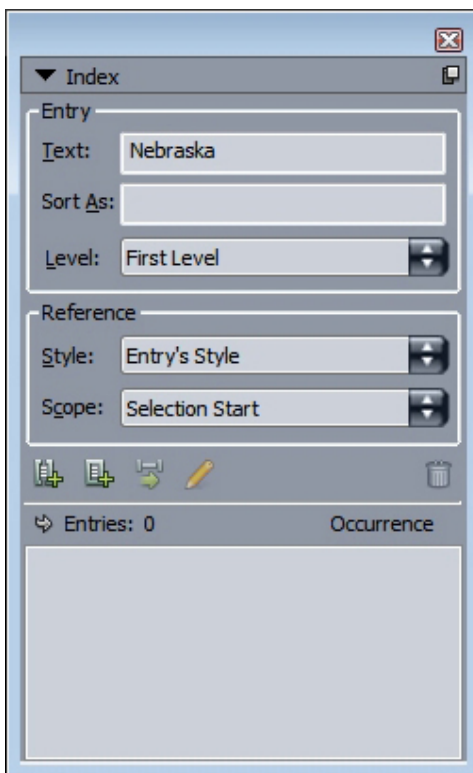 Index
Entry
Text: Nebraska
Sort As:
Level: First Level
Reference
Style: Entry's Style
Scope: Selection Start
Entries: 0 Occurrence